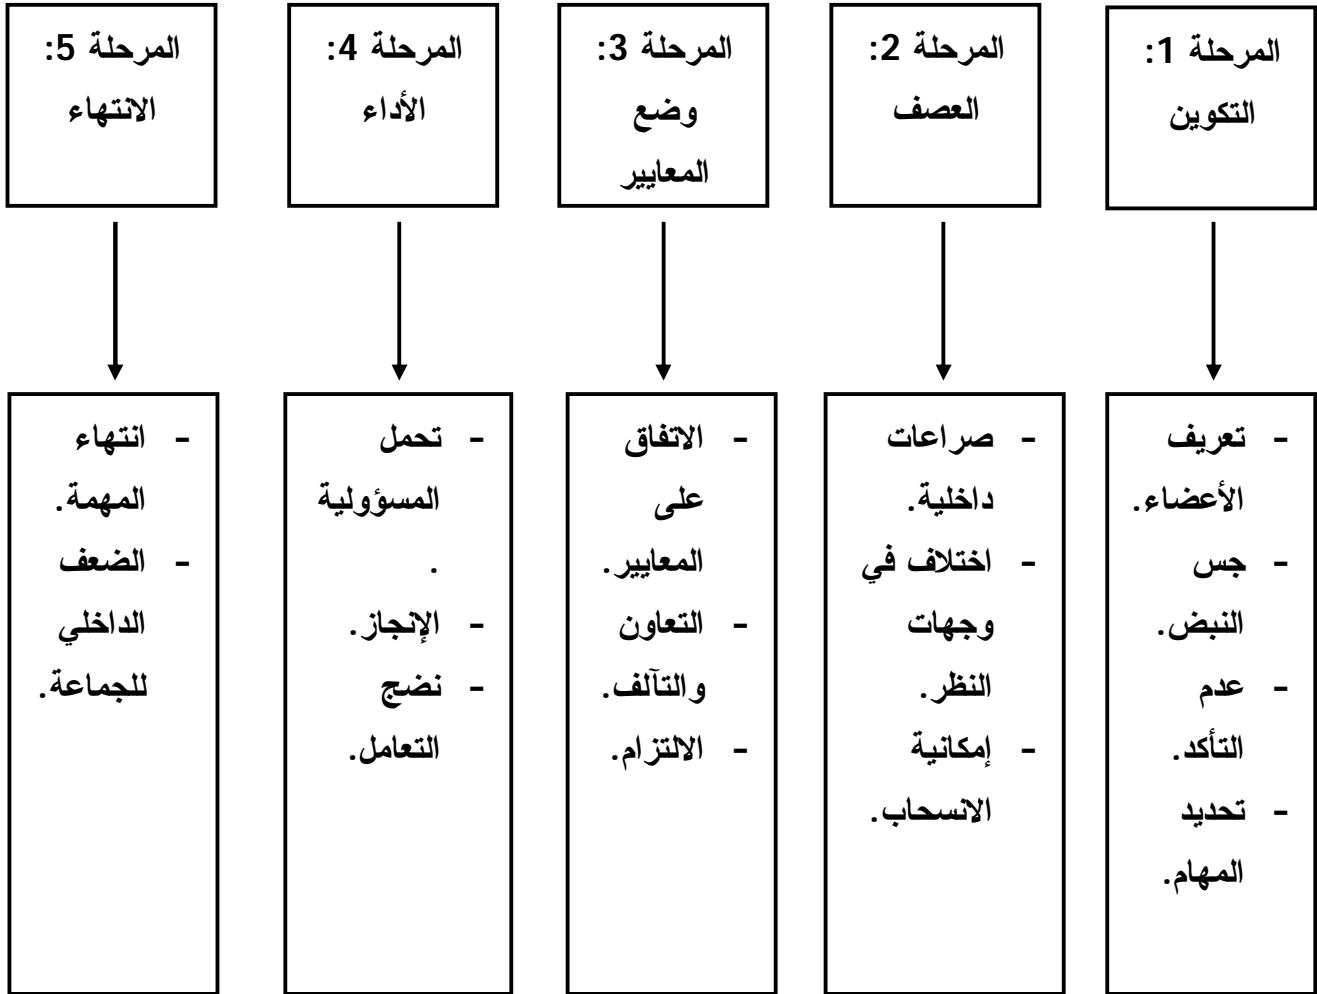 المرحلة 1:
التكوين
المرحلة 2:
العصف
المرحلة 3:
وضع
المعايير
المرحلة 4:
الأداء
المرحلة 5:
الانتهاء
- تعريف
الأعضاء.
- جس
النبض.
- عدم
التأكد.
- تحديد
المهام.
- صراعات
داخلية.
- اختلاف في
وجهات
النظر.
- إمكانية
الانسحاب.
- الاتفاق
على
المعايير.
- التعاون
والتآلف.
- الالتزام.
- تحمل
المسؤولية
.
- الإنجاز.
- نضج
التعامل.
- انتهاء
المهمة.
- الضعف
الداخلي
للجماعة.